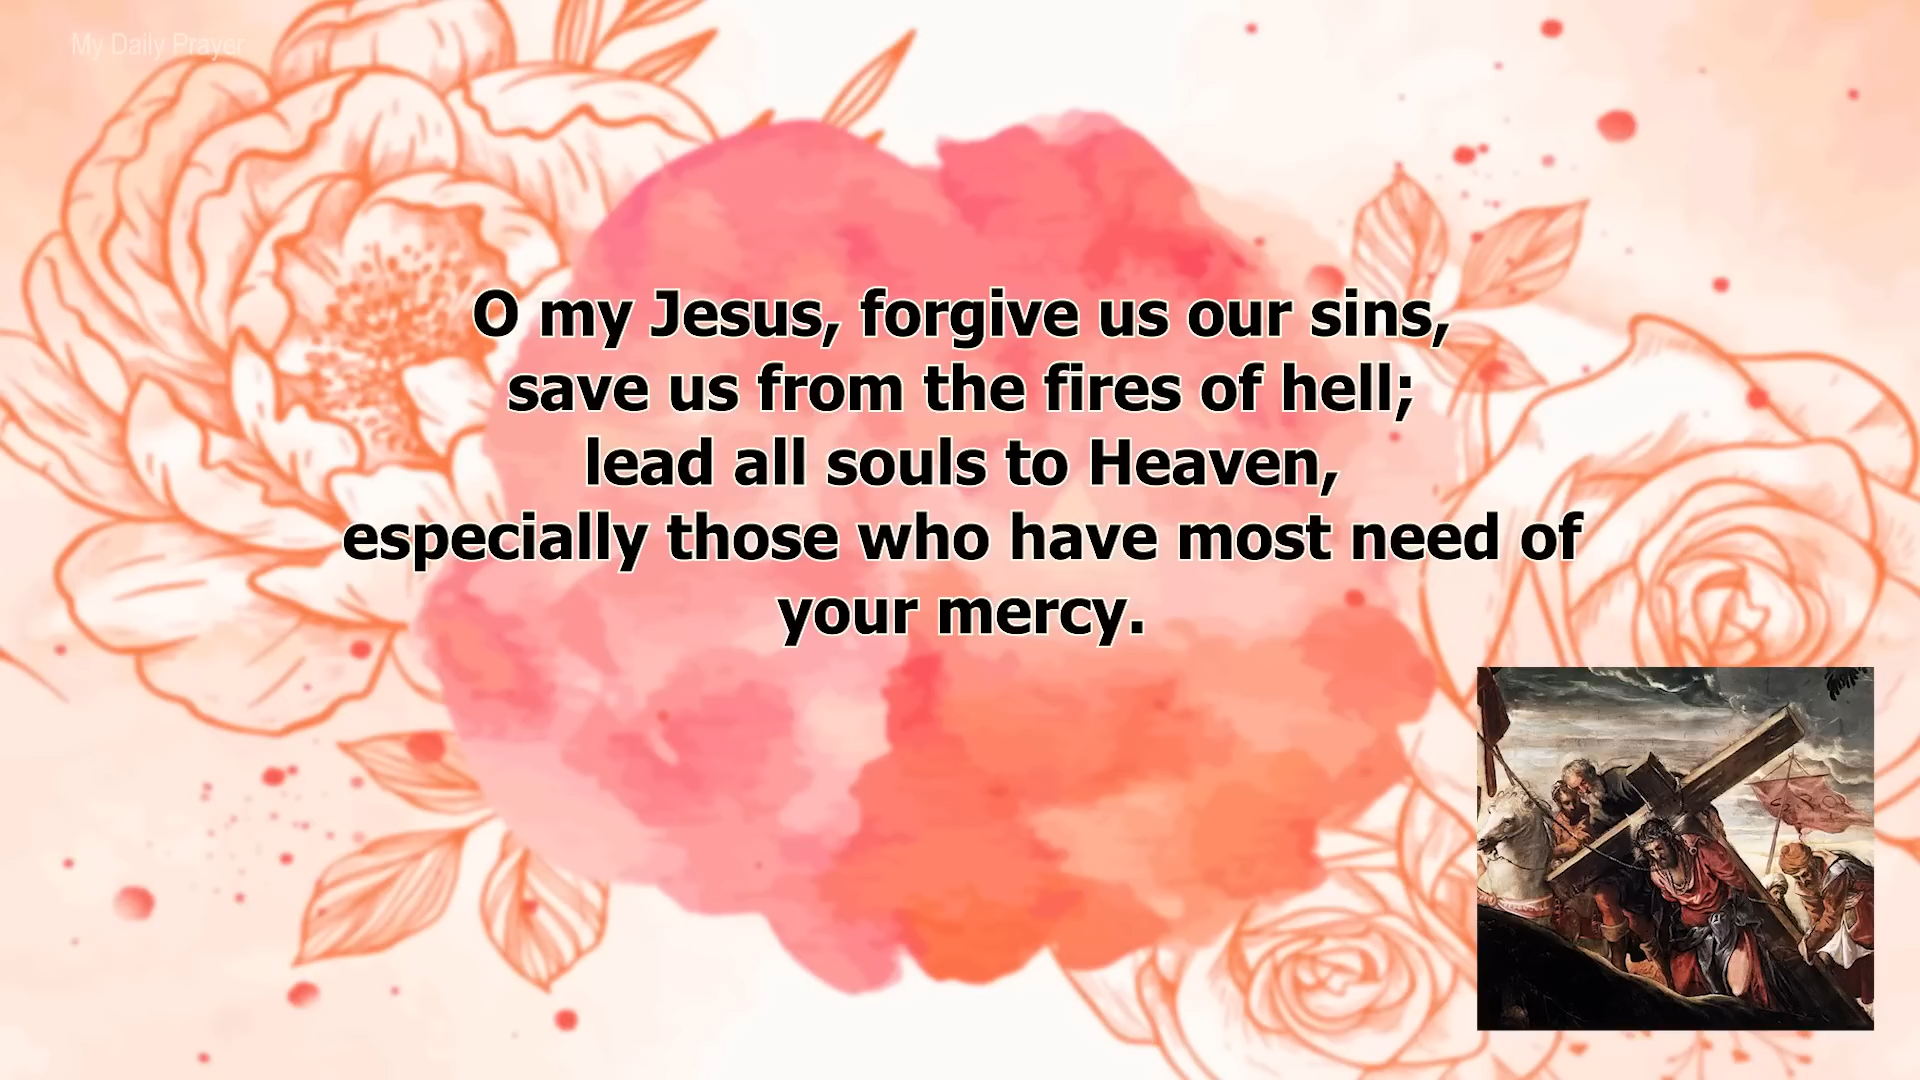 My Daily Prayer
O my Jesus, forgive us our sins,
save us from the fires of hell;
lead all souls to Heaven,
especially those who have most need of
your mercy.